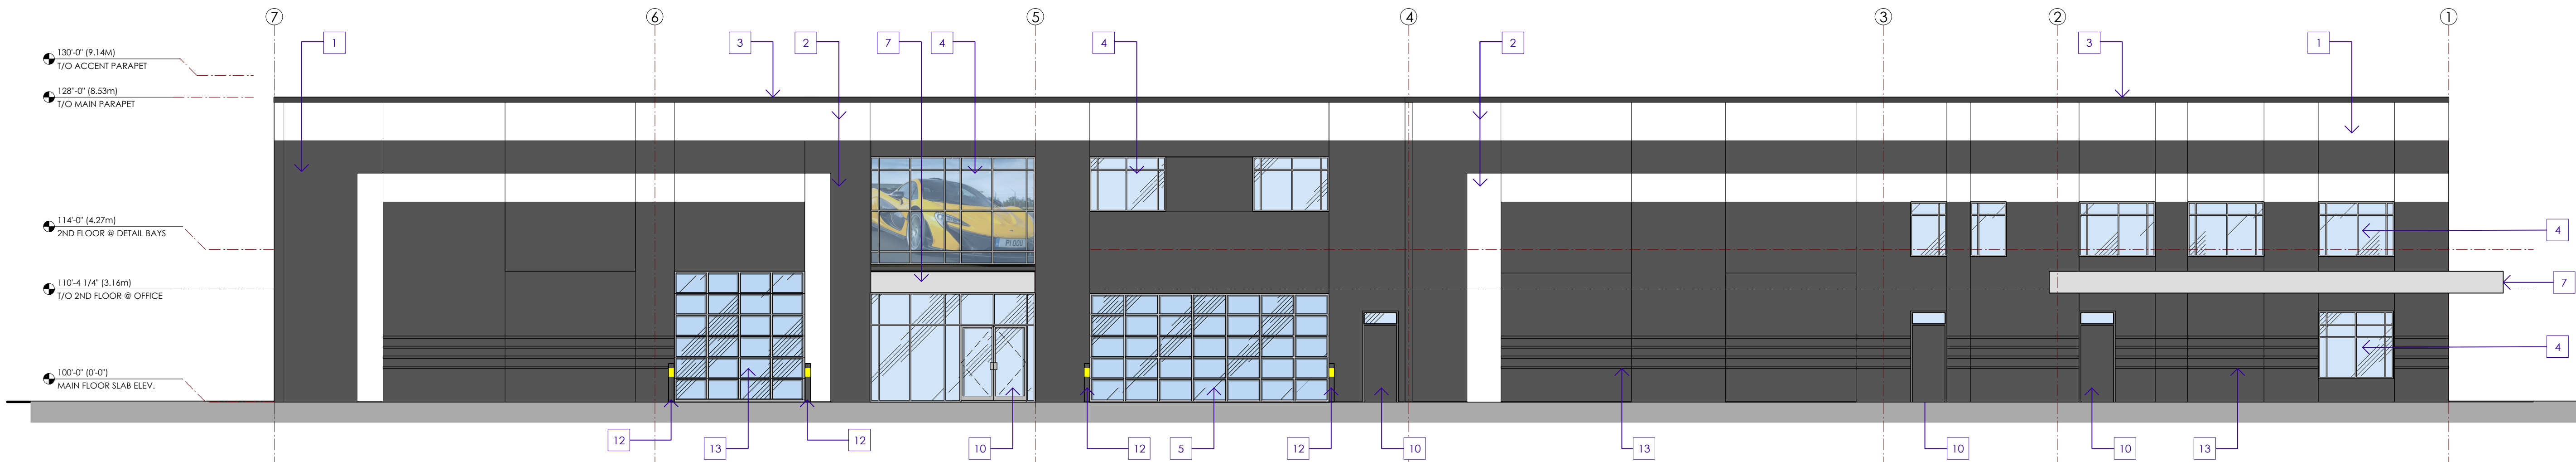 7 6 5 4 3 2 1
1 3 2 7 4 4 2 3 1
130'-0" (9.14M)
T/O ACCENT PARAPET
128"-0" (8.53m)
T/O MAIN PARAPET
114'-0" (4.27m)
2ND FLOOR @ DETAIL BAYS
4
P1 OOU
110'-4 1/4" (3.16m)
T/O 2ND FLOOR @ OFFICE
7
4
100'-0" (0'-0")
MAIN FLOOR SLAB ELEV.
12 13 12 10 12 5 12 10 13 10 10 13